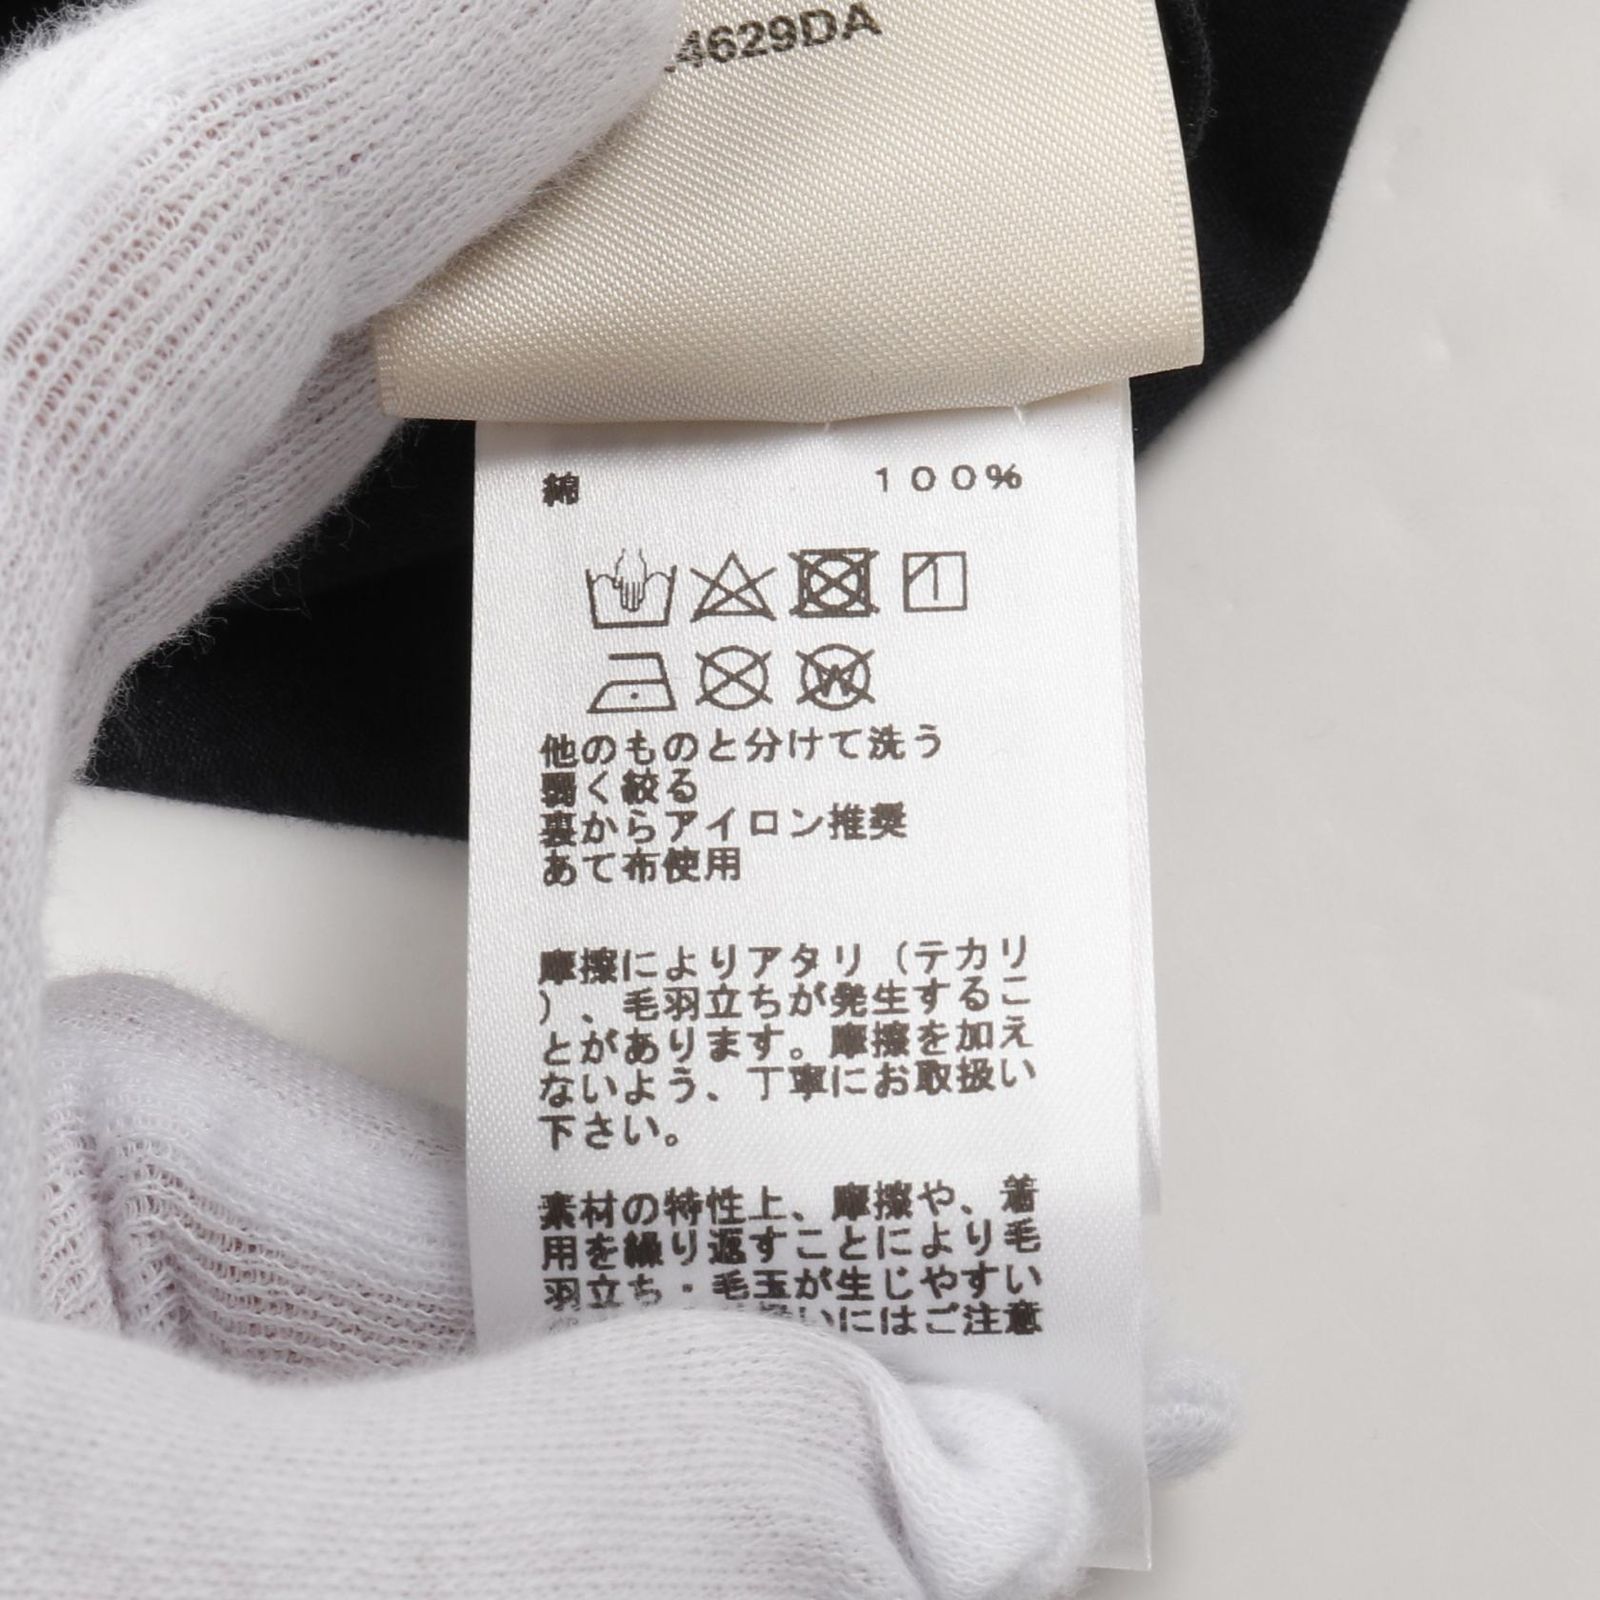 4629DA
綿 100%
他のものと分けて洗う
弱く絞る
裏からアイロン推奨
あて布使用
摩擦によりアタリ（テカリ
）、毛羽立ちが発生するこ
とがあります。摩擦を加え
ないよう、丁寧にお取扱い
下さい。
素材の特性上、摩擦や、着
用を繰り返すことにより毛
羽立ち・毛玉が生じやすい
扱いにはご注意